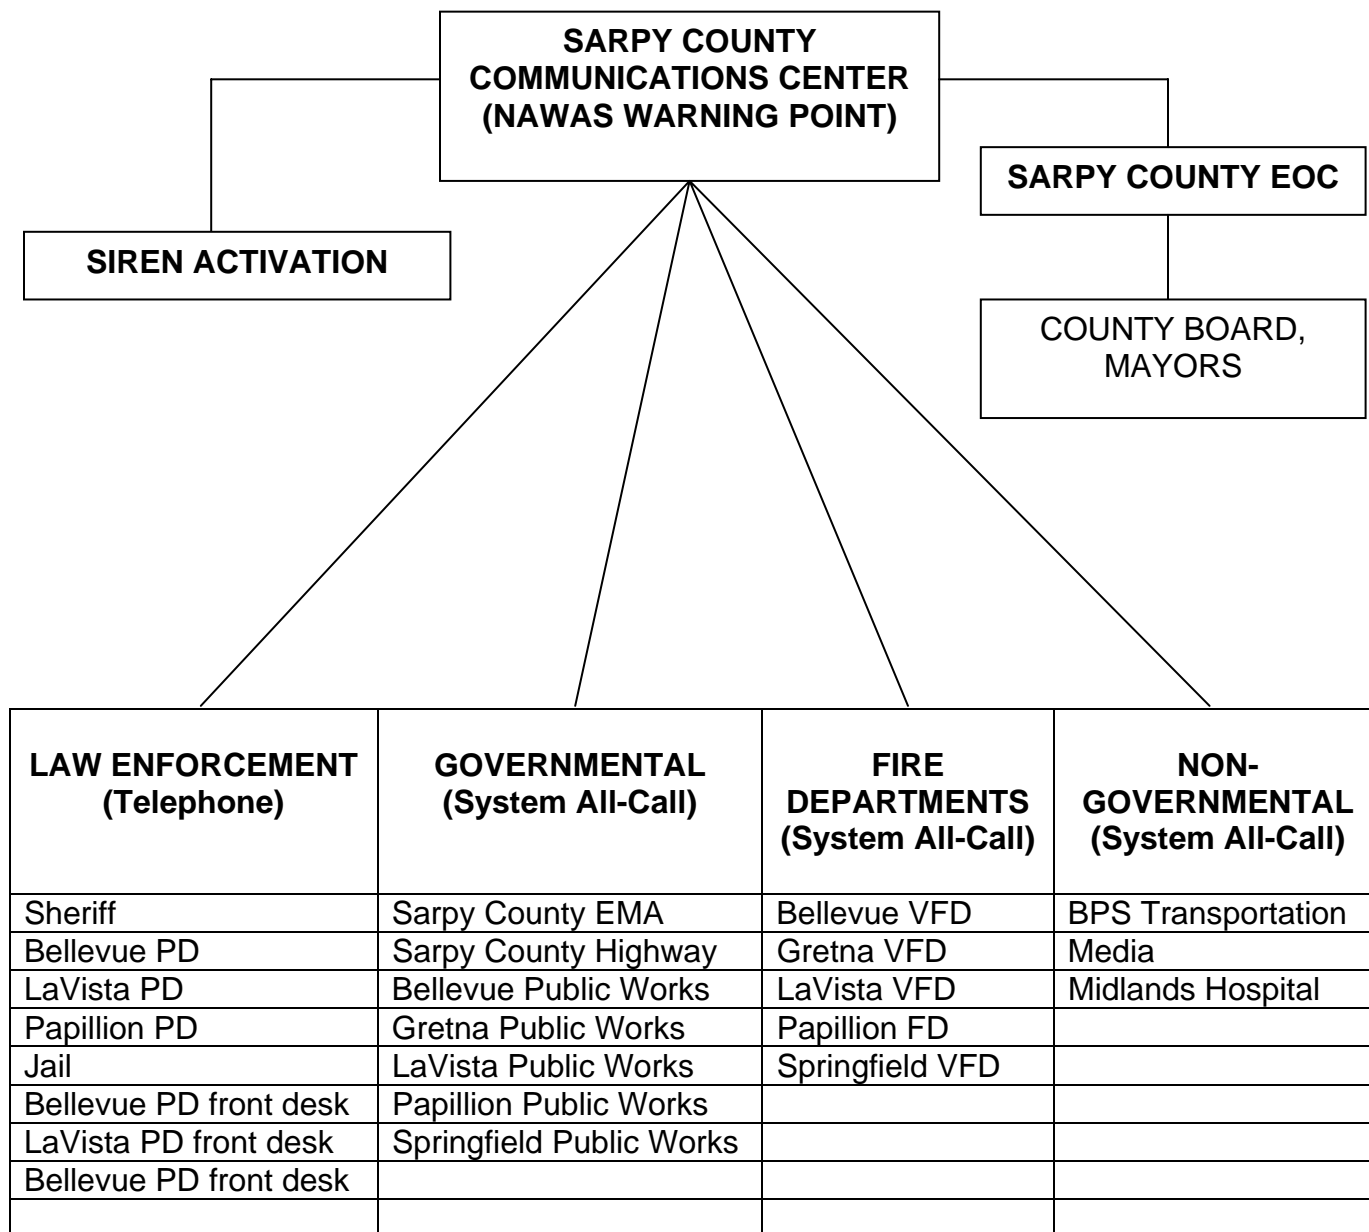 SARPY COUNTY
COMMUNICATIONS CENTER
(NAWAS WARNING POINT)
SARPY COUNTY EOC
SIREN ACTIVATION
COUNTY BOARD,
MAYORS
LAW ENFORCEMENT
(Telephone)
GOVERNMENTAL
(System All-Call)
FIRE
DEPARTMENTS
(System All-Call)
NON-
GOVERNMENTAL
(System All-Call)
Sheriff
Sarpy County EMA
Bellevue VFD
BPS Transportation
Bellevue PD
Sarpy County Highway
Gretna VFD
Media
LaVista PD
Bellevue Public Works
LaVista VFD
Midlands Hospital
Papillion PD
Gretna Public Works
Papillion FD
Jail
LaVista Public Works
Springfield VFD
Bellevue PD front desk
Papillion Public Works
LaVista PD front desk
Springfield Public Works
Bellevue PD front desk